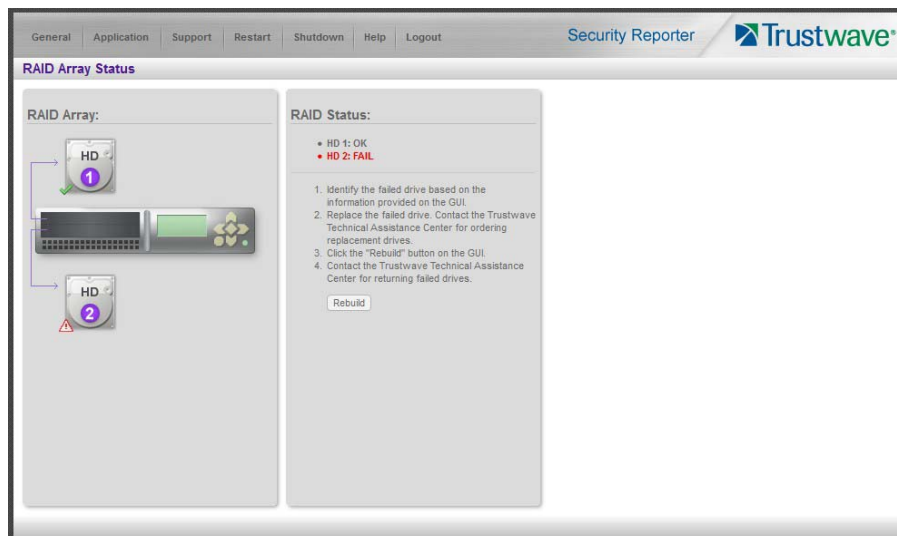 General Application Support Restart Shutdown Help Logout
Security Reporter
Trustwave®
RAID Array Status
RAID Array:
HD
1
HD
2
RAID Status:
• HD 1: OK
• HD 2: FAIL
1. Identify the failed drive based on the
information provided on the GUI.
2. Replace the failed drive. Contact the Trustwave
Technical Assistance Center for ordering
replacement drives.
3. Click the "Rebuild" button on the GUI.
4. Contact the Trustwave Technical Assistance
Center for returning failed drives.
Rebuild